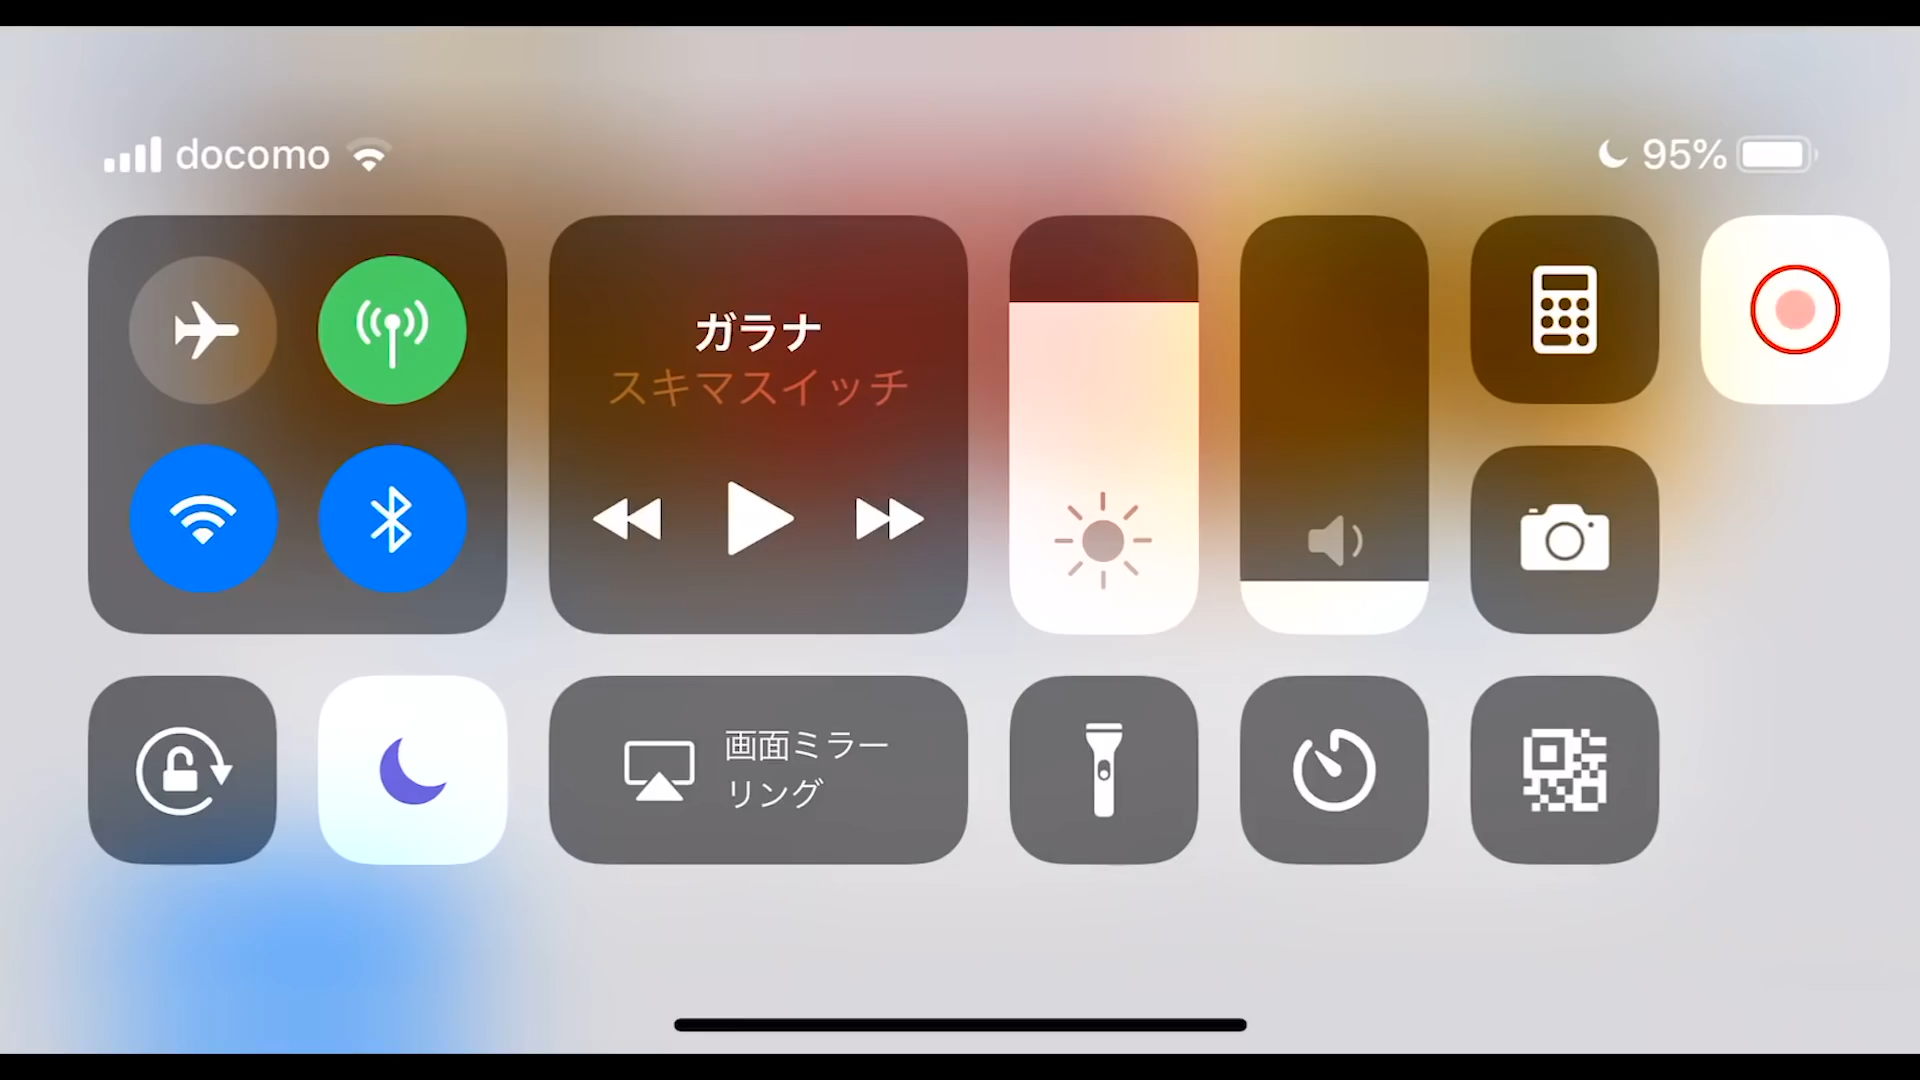 docomo
95%
ガラナ
スキマスイッチ
画面ミラー
リング